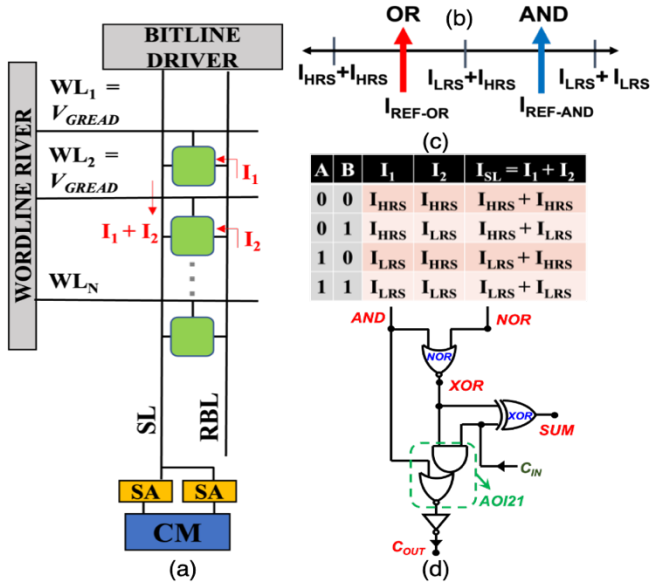 BITLINE
DRIVER
WORDLINE RIVER
WL1 =
VGREAD
WL2 =
VGREAD
I1
I1 + I2
I2
WLN
SL
RBL
SA
SA
CM
(a)
OR
(b)
AND
IHRS+IHRS
ILRS+IHRS
ILRS+ ILRS
IREF-OR
IREF-AND
(c)
A B I1 I2 ISL = I1 + I2
0 0 IHRS IHRS IHRS + IHRS
0 1 IHRS ILRS IHRS + ILRS
1 0 ILRS IHRS ILRS + IHRS
1 1 ILRS ILRS ILRS + ILRS
AND
NOR
NOR
XOR
XOR
SUM
CIN
AOI21
COUT
(d)